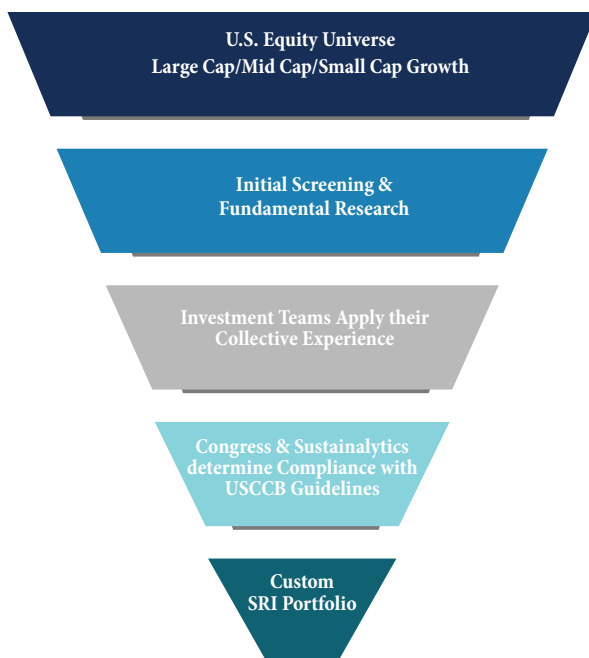 U.S. Equity Universe
Large Cap/Mid Cap/Small Cap Growth
Initial Screening &
Fundamental Research
Investment Teams Apply their
Collective Experience
Congress & Sustainalytics
determine Compliance with
USCCB Guidelines
Custom
SRI Portfolio